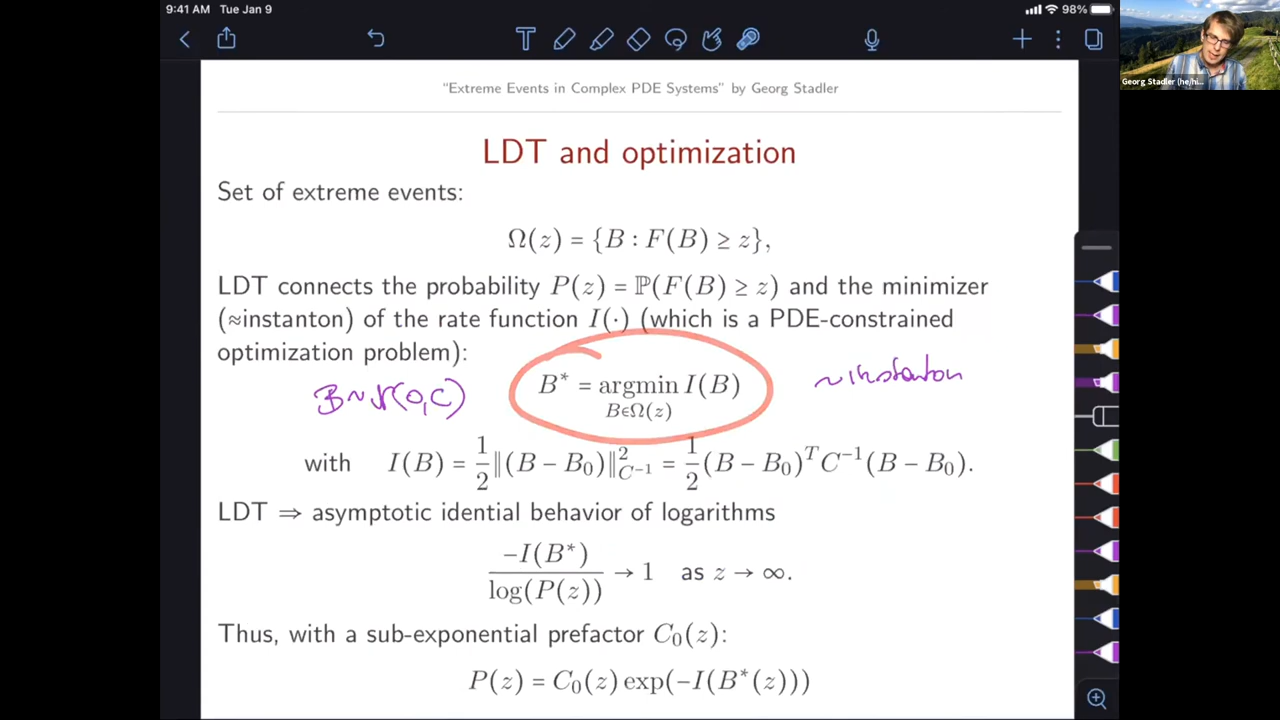 9:41 AM Tue Jan 9
98%
Georg Stadler (he/hi...
"Extreme Events in Complex PDE Systems" by Georg Stadler
LDT and optimization
Set of extreme events:
Ω(z) = {B : F(B) ≥ z},
LDT connects the probability P(z) = ℙ(F(B) ≥ z) and the minimizer
(≈instanton) of the rate function I(·) (which is a PDE-constrained
optimization problem):
B ~ N(0, C)
B* = argmin I(B)
B∈Ω(z)
~instanton
with I(B) = 1/2 ‖(B − B₀)‖²_{C⁻¹} = 1/2 (B − B₀)ᵀ C⁻¹ (B − B₀).
LDT ⇒ asymptotic idential behavior of logarithms
−I(B*) / log(P(z)) → 1 as z → ∞.
Thus, with a sub-exponential prefactor C₀(z):
P(z) = C₀(z) exp(−I(B*(z)))